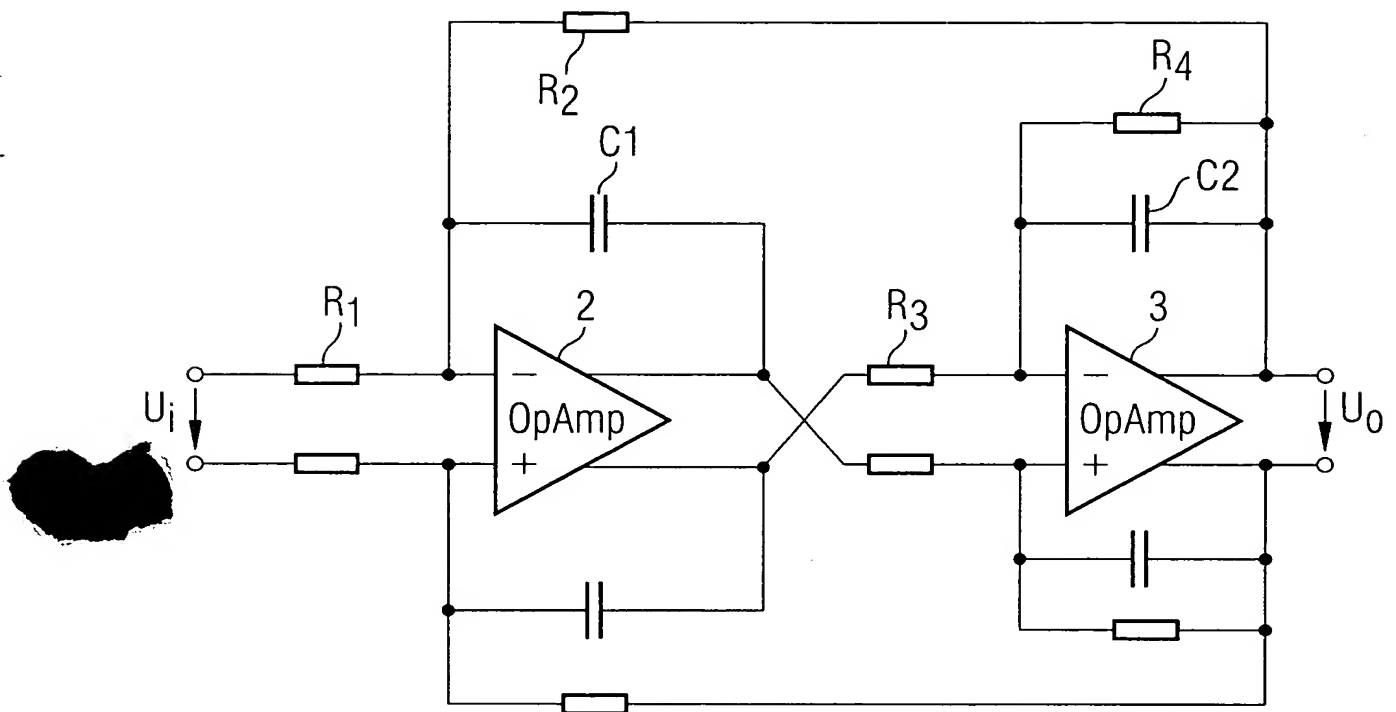 R2
R4
C1
C2
R1
2
R3
3
Ui
− OpAmp +
− OpAmp +
Uo